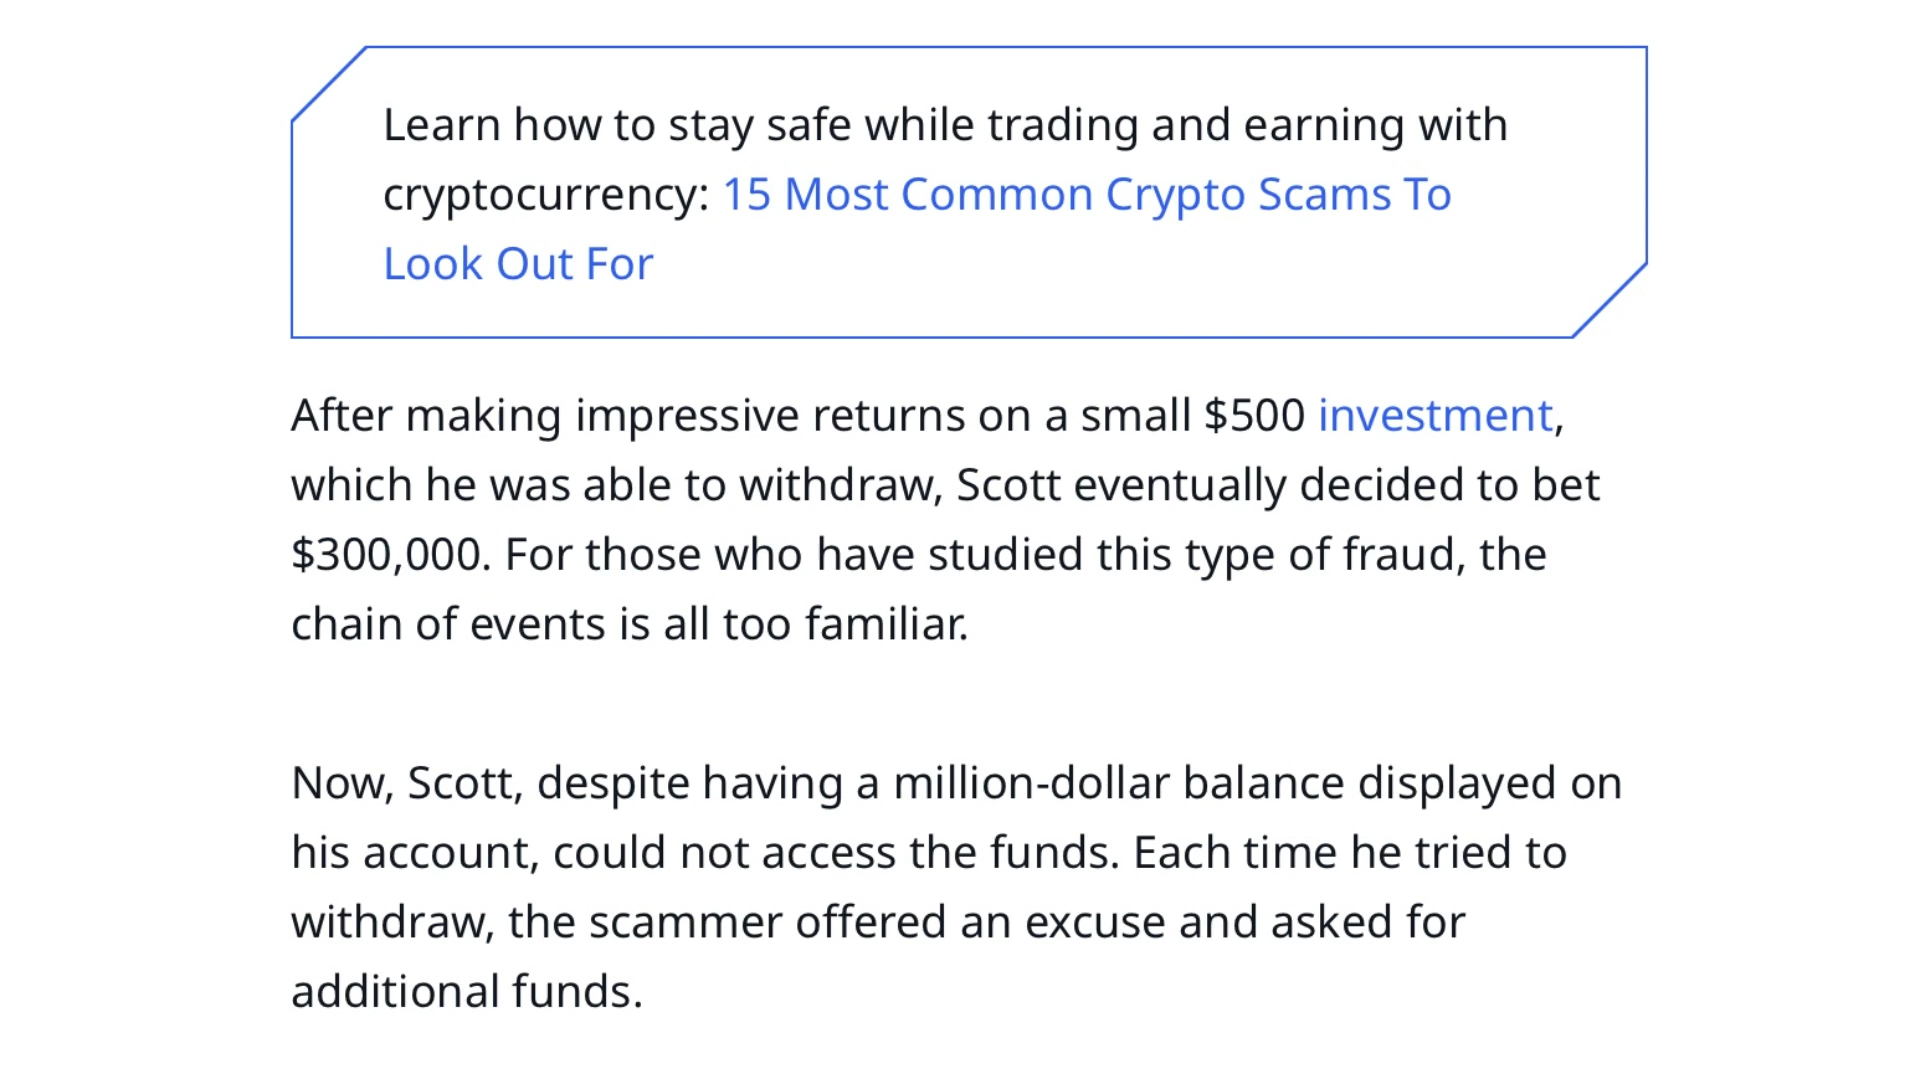 Learn how to stay safe while trading and earning with
cryptocurrency: 15 Most Common Crypto Scams To
Look Out For
After making impressive returns on a small $500 investment,
which he was able to withdraw, Scott eventually decided to bet
$300,000. For those who have studied this type of fraud, the
chain of events is all too familiar.
Now, Scott, despite having a million-dollar balance displayed on
his account, could not access the funds. Each time he tried to
withdraw, the scammer offered an excuse and asked for
additional funds.